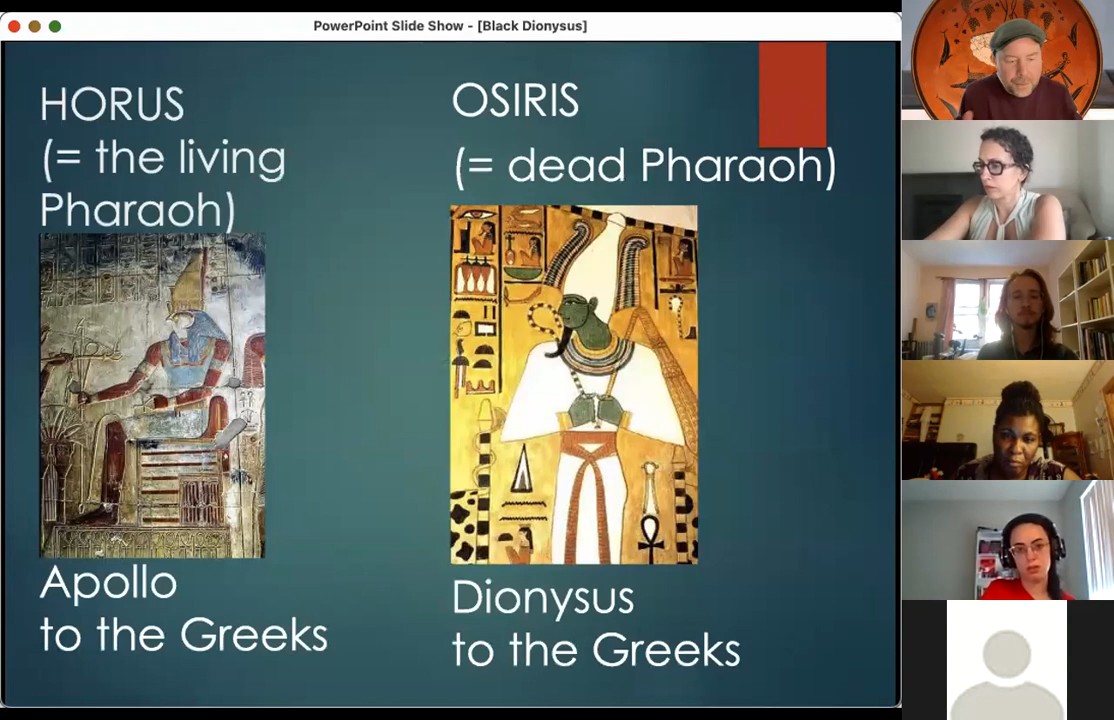 PowerPoint Slide Show - [Black Dionysus]
HORUS
(= the living
Pharaoh)
Apollo
to the Greeks
OSIRIS
(= dead Pharaoh)
Dionysus
to the Greeks